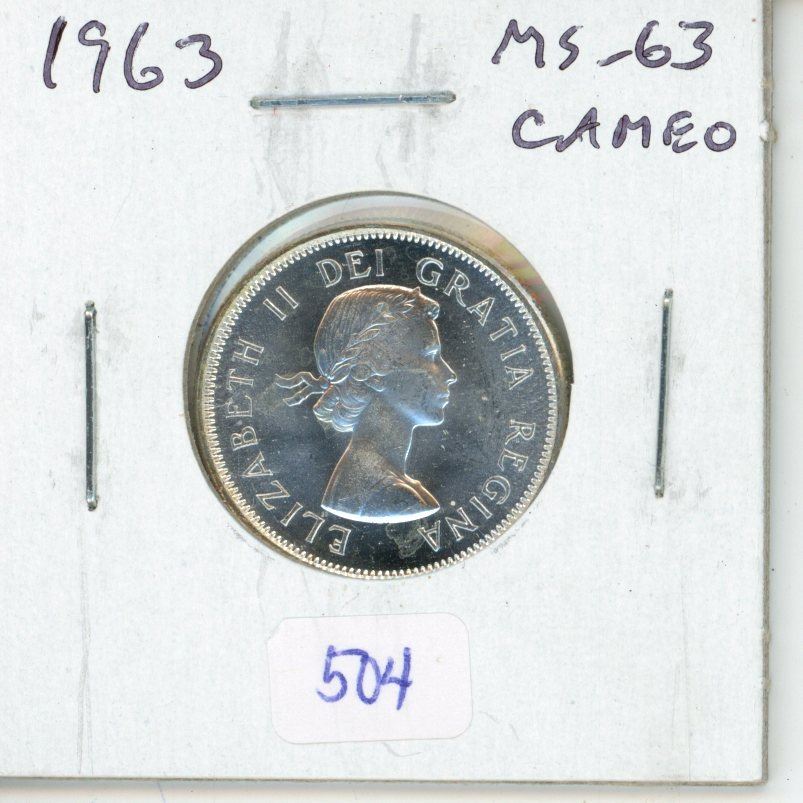 1963
MS-63
CAMEO
ELIZABETH II DEI GRATIA REGINA
504